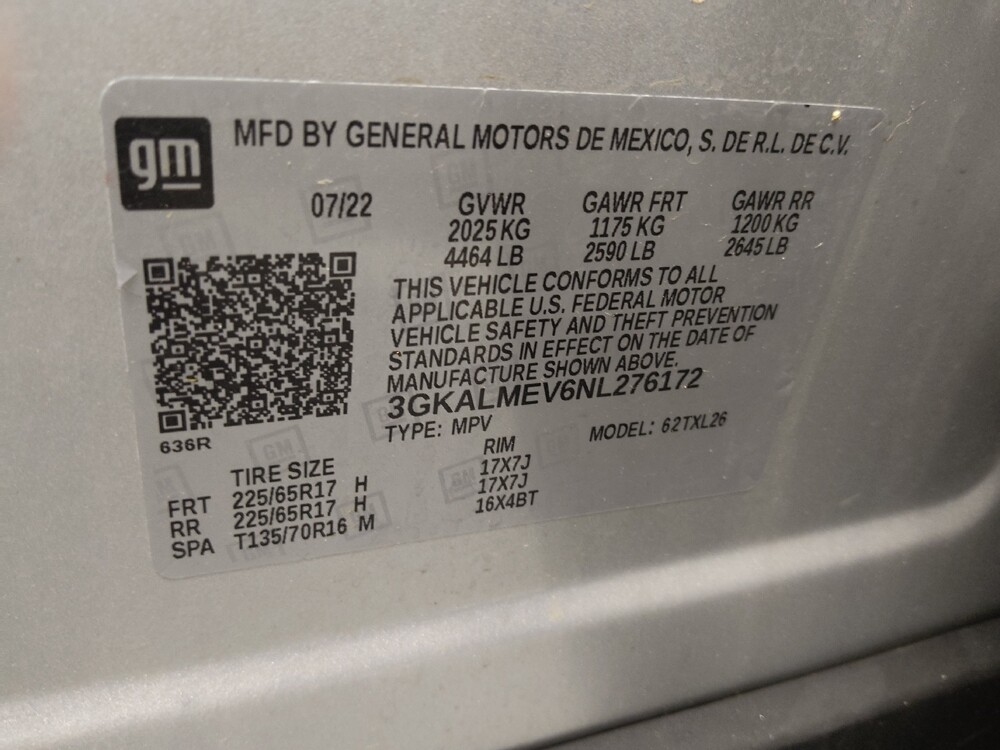 gm
MFD BY GENERAL MOTORS DE MEXICO, S. DE R.L. DE C.V.
07/22 GVWR GAWR FRT GAWR RR
2025 KG 1175 KG 1200 KG
4464 LB 2590 LB 2645 LB
THIS VEHICLE CONFORMS TO ALL
APPLICABLE U.S. FEDERAL MOTOR
VEHICLE SAFETY AND THEFT PREVENTION
STANDARDS IN EFFECT ON THE DATE OF
MANUFACTURE SHOWN ABOVE.
3GKALMEV6NL276172
636R
TYPE: MPV MODEL: 62TXL26
TIRE SIZE RIM
FRT 225/65R17 H 17X7J
RR 225/65R17 H 17X7J
SPA T135/70R16 M 16X4BT